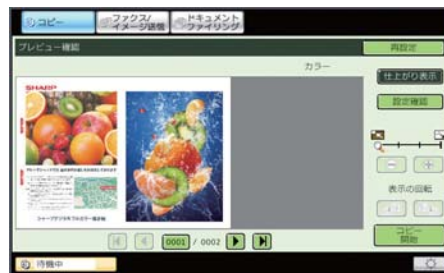 コピー
ファクス/
イメージ送信
ドキュメント
ファイリング
プレビュー確認
再設定
カラー
仕上がり表示
設定確認
SHARP
表示の回転
0001 / 0002
コピー
開始
待機中